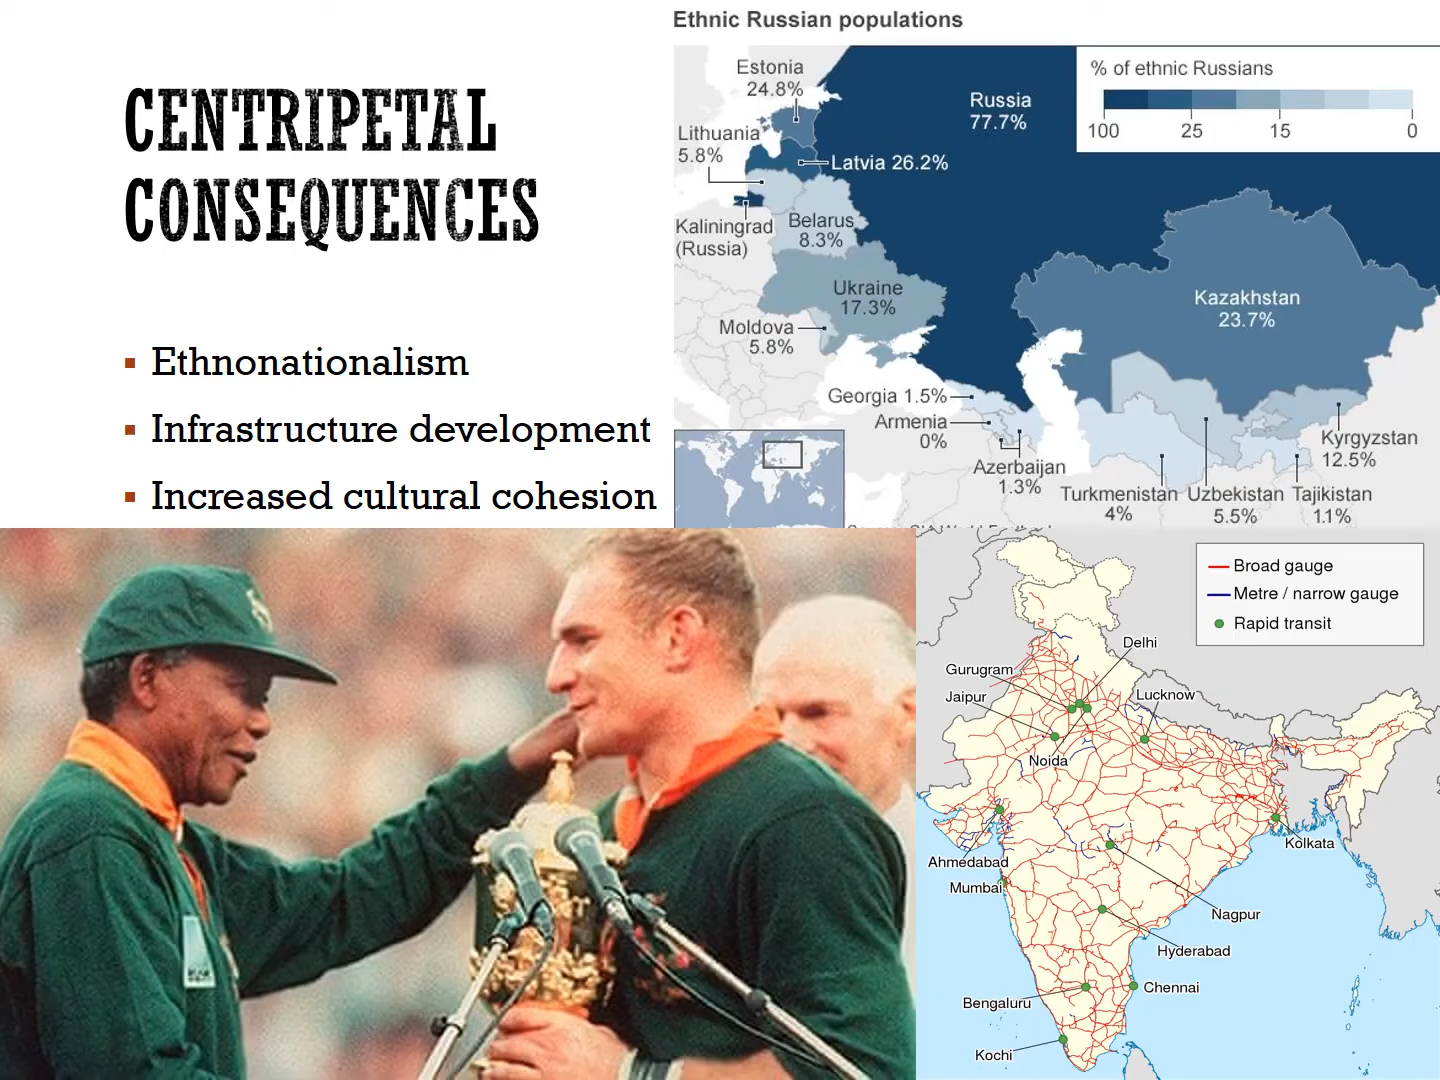 CENTRIPETAL
CONSEQUENCES
▪ Ethnonationalism
▪ Infrastructure development
▪ Increased cultural cohesion
Ethnic Russian populations
% of ethnic Russians
100 25 15 0
Estonia
24.8%
Russia
77.7%
Lithuania
5.8%
Latvia 26.2%
Kaliningrad
(Russia)
Belarus
8.3%
Ukraine
17.3%
Kazakhstan
23.7%
Moldova
5.8%
Georgia 1.5%
Armenia
0%
Azerbaijan
1.3%
Kyrgyzstan
12.5%
Turkmenistan
4%
Uzbekistan
5.5%
Tajikistan
1.1%
Broad gauge
Metre / narrow gauge
Rapid transit
Delhi
Gurugram
Jaipur
Lucknow
Noida
Kolkata
Ahmedabad
Mumbai
Nagpur
Hyderabad
Chennai
Bengaluru
Kochi